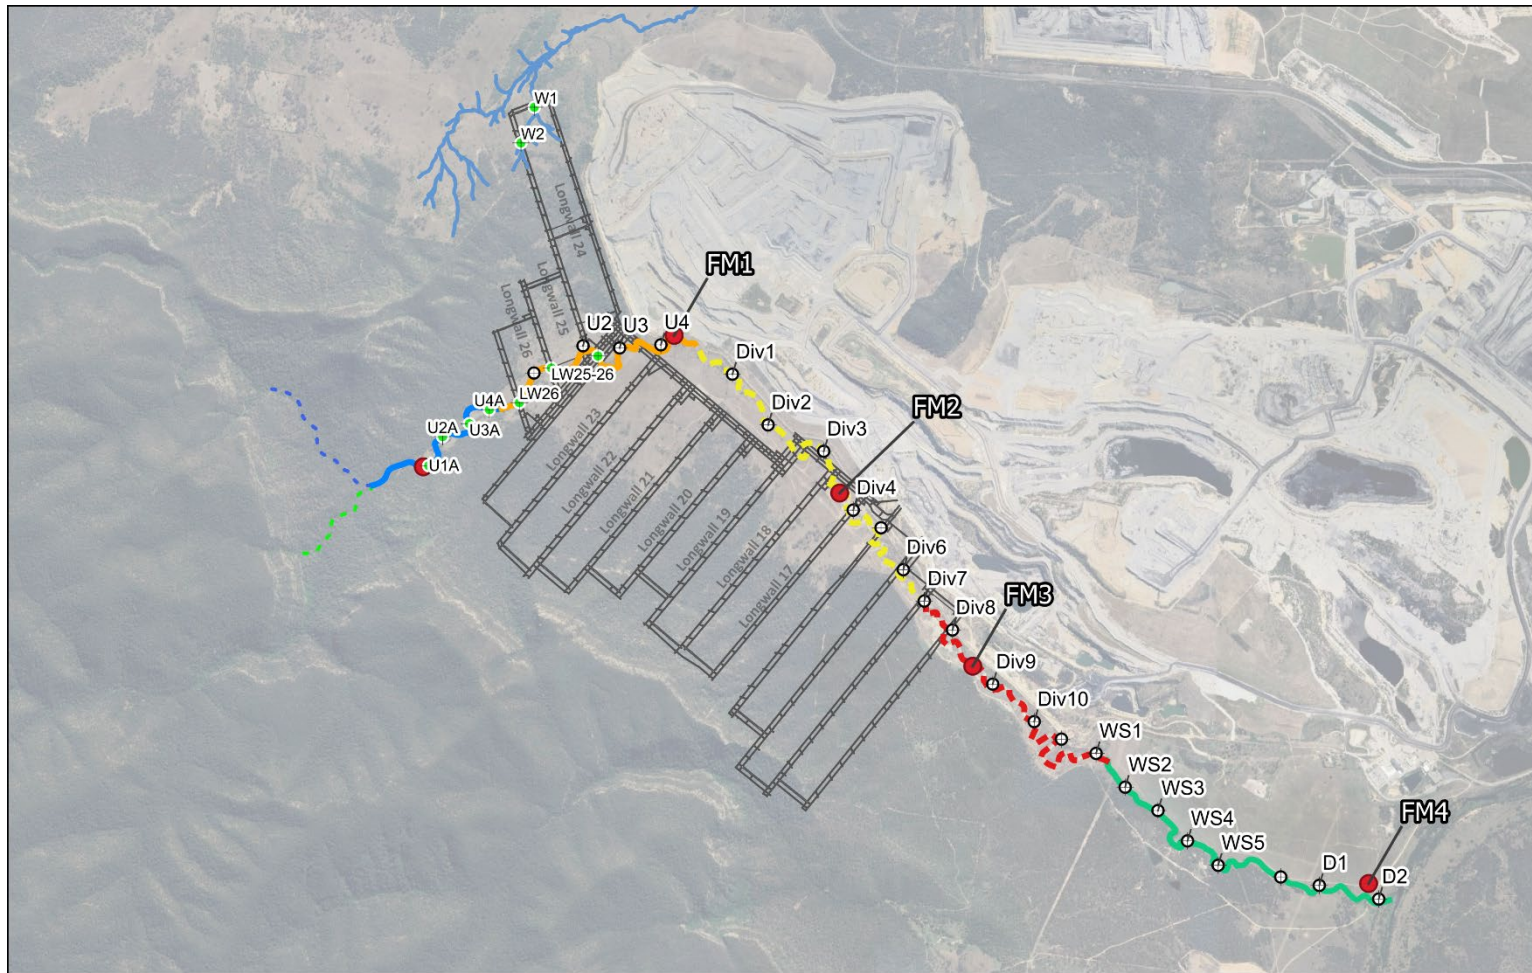 W1
W2
Longwall 24
Longwall 25
Longwall 26
FM1
U2
U3
U4
Div1
LW25-26
LW26
U4A
U3A
U2A
U1A
Div2
Div3
FM2
Div4
Longwall 23
Longwall 22
Longwall 21
Longwall 20
Longwall 19
Longwall 18
Longwall 17
Div6
Div7
Div8
FM3
Div9
Div10
WS1
WS2
WS3
WS4
WS5
FM4
D1
D2